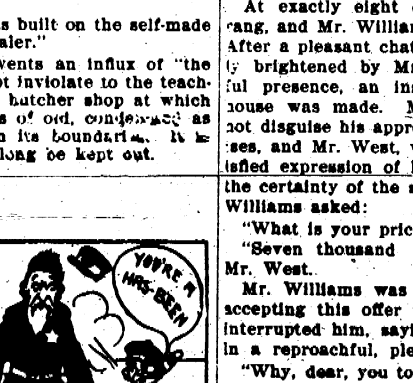 s built on the self-made
aler."
vents an influx of "the
ot inviolate to the teach-
butcher shop at which
s of old, condensed as
n its boundaries. It is
long be kept out.
YOU'RE A
HAS-BEEN
At exactly eight
rang, and Mr. William
After a pleasant chat
ly brightened by Mr
ful presence, an ins
house was made. M
not disguise his appr
ses, and Mr. West,
isfied expression of
the certainty of the s
Williams asked:
"What is your pric
"Seven thousand
Mr. West.
Mr. Williams was
accepting this offer
interrupted him, sayi
in a reproachful, ple
"Why, dear, you to